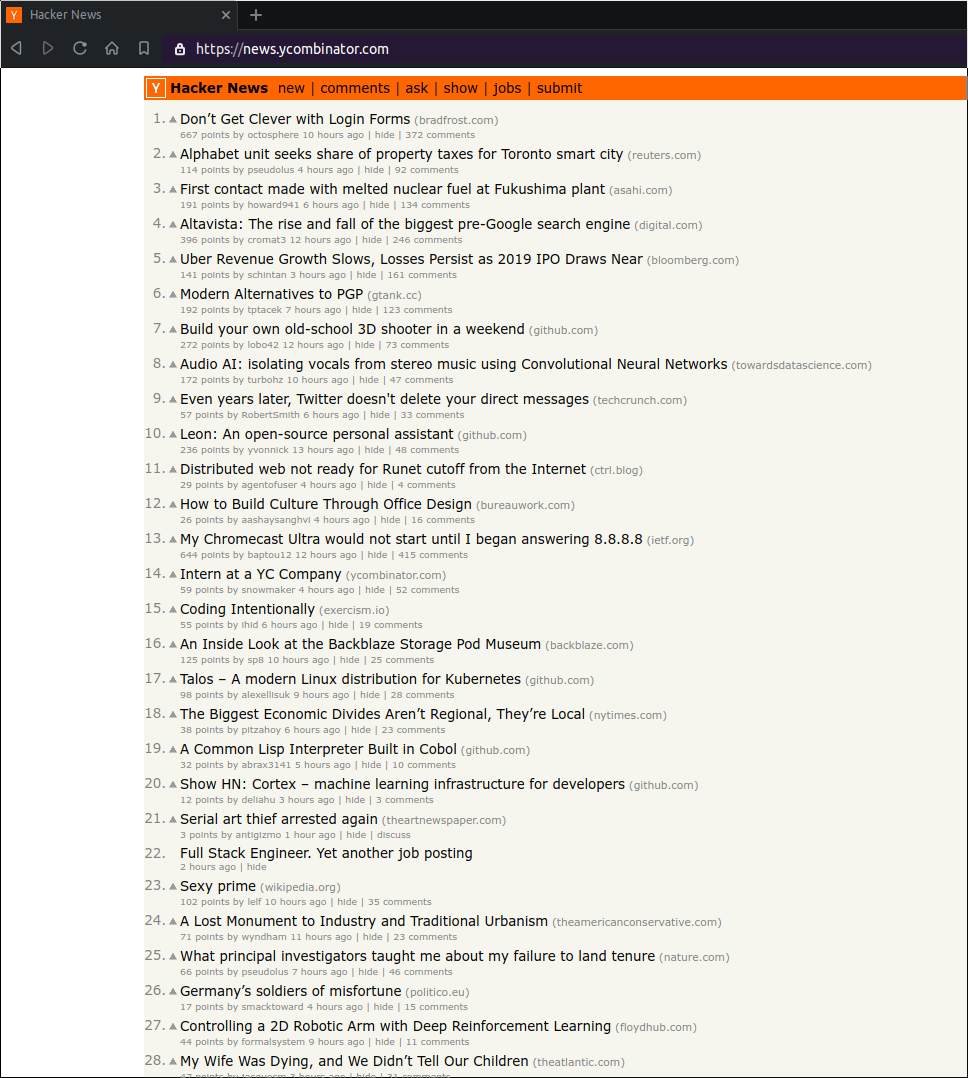 Y Hacker News
https://news.ycombinator.com
Y Hacker News new | comments | ask | show | jobs | submit
1. Don’t Get Clever with Login Forms (bradfrost.com)
667 points by octosphere 10 hours ago | hide | 372 comments
2. Alphabet unit seeks share of property taxes for Toronto smart city (reuters.com)
114 points by pseudolus 4 hours ago | hide | 92 comments
3. First contact made with melted nuclear fuel at Fukushima plant (asahi.com)
191 points by howard941 6 hours ago | hide | 134 comments
4. Altavista: The rise and fall of the biggest pre-Google search engine (digital.com)
396 points by cromat3 12 hours ago | hide | 246 comments
5. Uber Revenue Growth Slows, Losses Persist as 2019 IPO Draws Near (bloomberg.com)
141 points by schintan 3 hours ago | hide | 161 comments
6. Modern Alternatives to PGP (gtank.cc)
192 points by tptacek 7 hours ago | hide | 123 comments
7. Build your own old-school 3D shooter in a weekend (github.com)
272 points by lobo42 12 hours ago | hide | 73 comments
8. Audio AI: isolating vocals from stereo music using Convolutional Neural Networks (towardsdatascience.com)
172 points by turbohz 10 hours ago | hide | 47 comments
9. Even years later, Twitter doesn't delete your direct messages (techcrunch.com)
57 points by RobertSmith 6 hours ago | hide | 33 comments
10. Leon: An open-source personal assistant (github.com)
236 points by yvonnick 13 hours ago | hide | 48 comments
11. Distributed web not ready for Runet cutoff from the Internet (ctrl.blog)
29 points by agentofuser 4 hours ago | hide | 4 comments
12. How to Build Culture Through Office Design (bureauwork.com)
26 points by aashaysanghvi 4 hours ago | hide | 16 comments
13. My Chromecast Ultra would not start until I began answering 8.8.8.8 (ietf.org)
644 points by baptou12 12 hours ago | hide | 415 comments
14. Intern at a YC Company (ycombinator.com)
59 points by snowmaker 4 hours ago | hide | 52 comments
15. Coding Intentionally (exercism.io)
55 points by ihid 6 hours ago | hide | 19 comments
16. An Inside Look at the Backblaze Storage Pod Museum (backblaze.com)
125 points by sp8 10 hours ago | hide | 25 comments
17. Talos – A modern Linux distribution for Kubernetes (github.com)
98 points by alexellisuk 9 hours ago | hide | 28 comments
18. The Biggest Economic Divides Aren’t Regional, They’re Local (nytimes.com)
38 points by pitzahoy 6 hours ago | hide | 23 comments
19. A Common Lisp Interpreter Built in Cobol (github.com)
32 points by abrax3141 5 hours ago | hide | 10 comments
20. Show HN: Cortex – machine learning infrastructure for developers (github.com)
12 points by deliahu 3 hours ago | hide | 3 comments
21. Serial art thief arrested again (theartnewspaper.com)
3 points by antigizmo 1 hour ago | hide | discuss
22. Full Stack Engineer. Yet another job posting
2 hours ago | hide
23. Sexy prime (wikipedia.org)
102 points by lelf 10 hours ago | hide | 35 comments
24. A Lost Monument to Industry and Traditional Urbanism (theamericanconservative.com)
71 points by wyndham 11 hours ago | hide | 23 comments
25. What principal investigators taught me about my failure to land tenure (nature.com)
66 points by pseudolus 7 hours ago | hide | 46 comments
26. Germany’s soldiers of misfortune (politico.eu)
17 points by smacktoward 4 hours ago | hide | 15 comments
27. Controlling a 2D Robotic Arm with Deep Reinforcement Learning (floydhub.com)
44 points by formalsystem 9 hours ago | hide | 11 comments
28. My Wife Was Dying, and We Didn’t Tell Our Children (theatlantic.com)